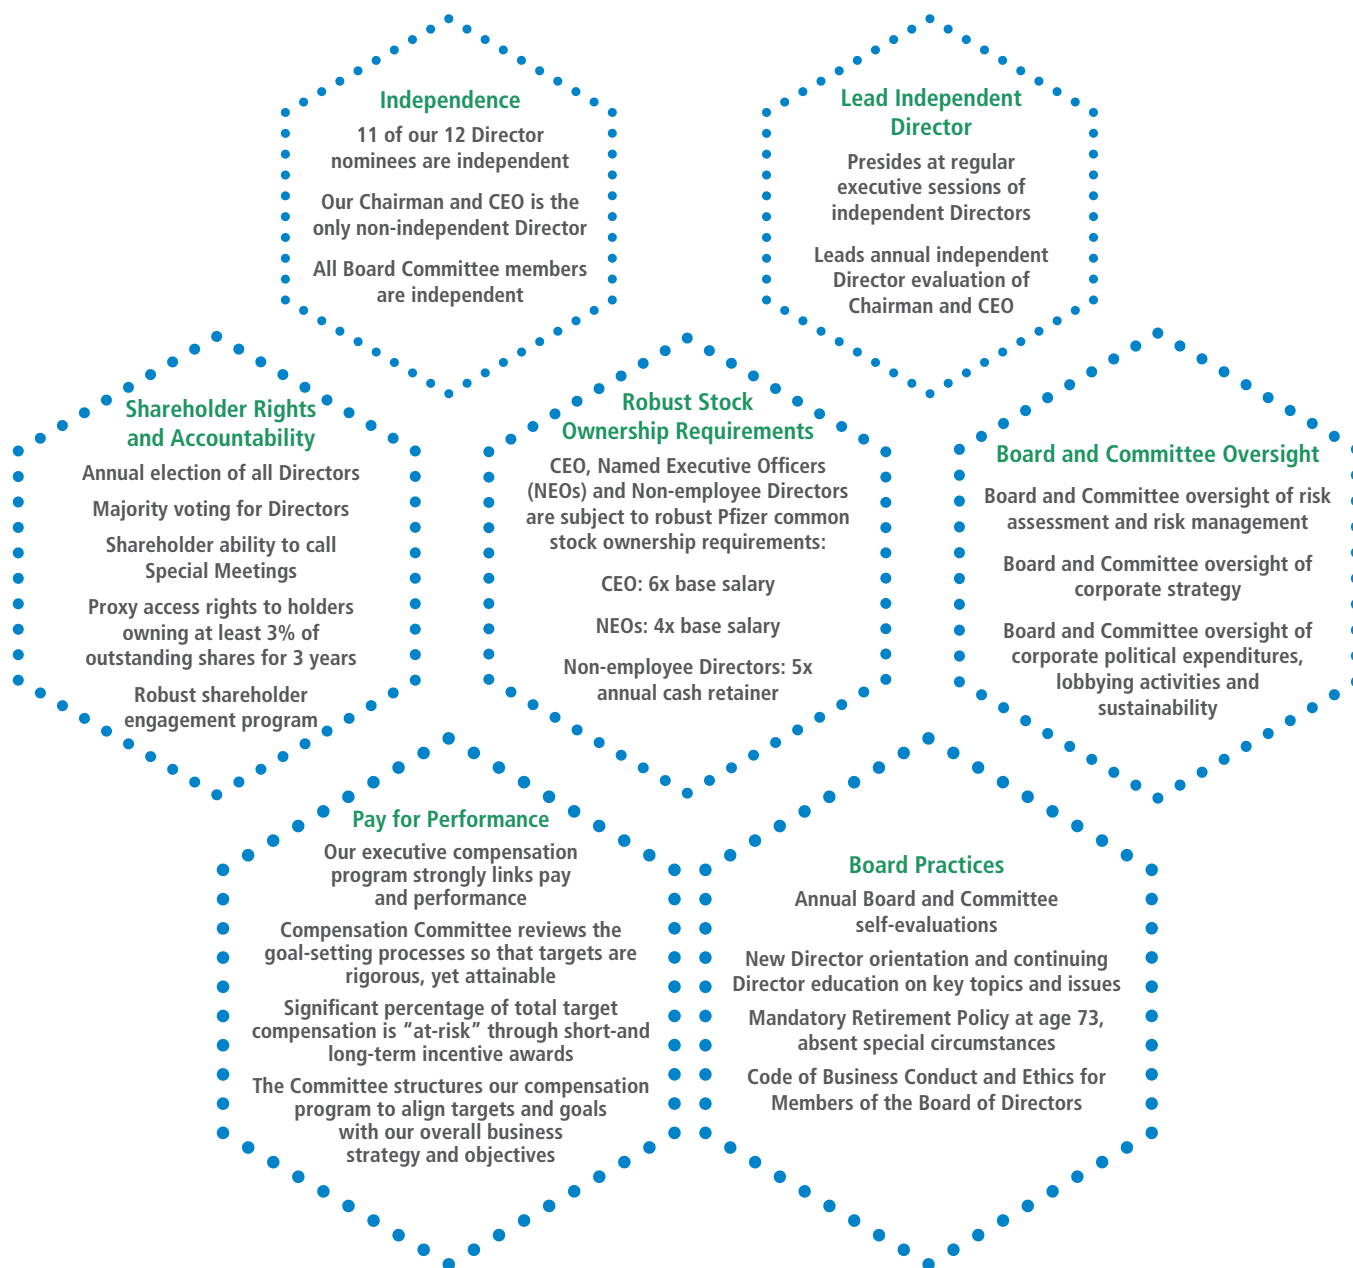 Independence
11 of our 12 Director
nominees are independent
Our Chairman and CEO is the
only non-independent Director
All Board Committee members
are independent
Lead Independent
Director
Presides at regular
executive sessions of
independent Directors
Leads annual independent
Director evaluation of
Chairman and CEO
Shareholder Rights
and Accountability
Annual election of all Directors
Majority voting for Directors
Shareholder ability to call
Special Meetings
Proxy access rights to holders
owning at least 3% of
outstanding shares for 3 years
Robust shareholder
engagement program
Robust Stock
Ownership Requirements
CEO, Named Executive Officers
(NEOs) and Non-employee Directors
are subject to robust Pfizer common
stock ownership requirements:
CEO: 6x base salary
NEOs: 4x base salary
Non-employee Directors: 5x
annual cash retainer
Board and Committee Oversight
Board and Committee oversight of risk
assessment and risk management
Board and Committee oversight of
corporate strategy
Board and Committee oversight of
corporate political expenditures,
lobbying activities and
sustainability
Pay for Performance
Our executive compensation
program strongly links pay
and performance
Compensation Committee reviews the
goal-setting processes so that targets are
rigorous, yet attainable
Significant percentage of total target
compensation is “at-risk” through short-and
long-term incentive awards
The Committee structures our compensation
program to align targets and goals
with our overall business
strategy and objectives
Board Practices
Annual Board and Committee
self-evaluations
New Director orientation and continuing
Director education on key topics and issues
Mandatory Retirement Policy at age 73,
absent special circumstances
Code of Business Conduct and Ethics for
Members of the Board of Directors